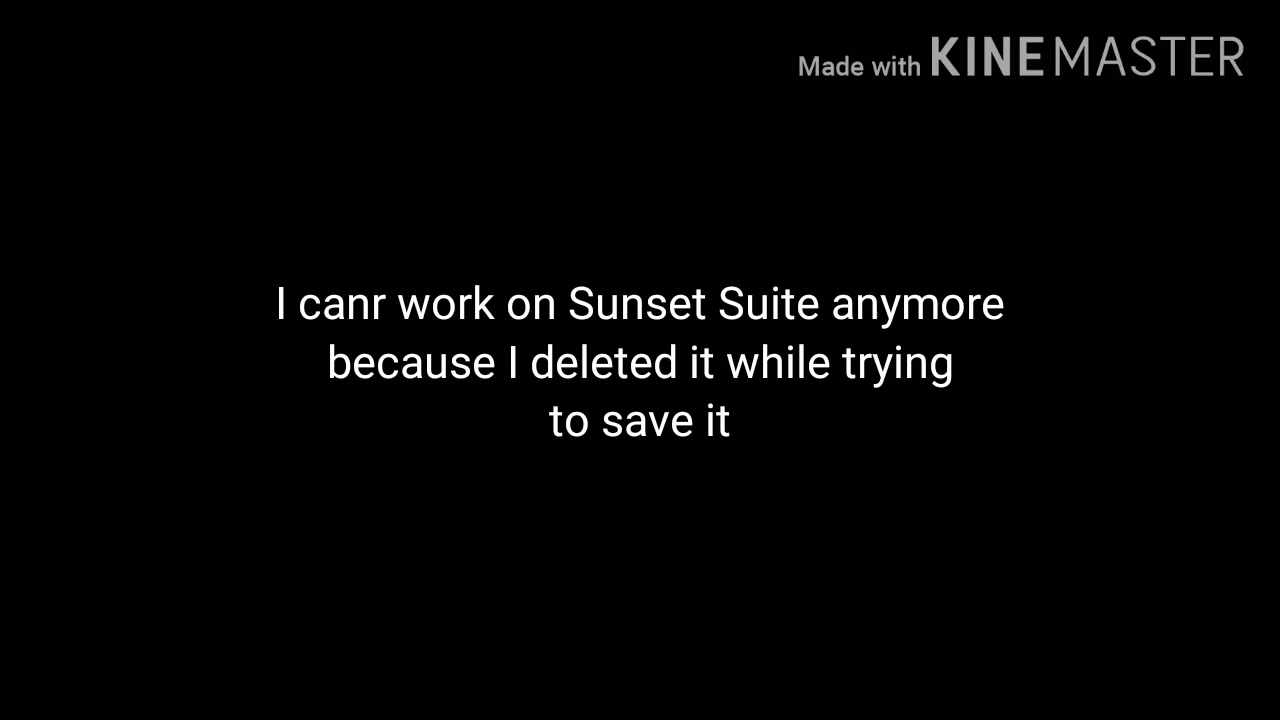 Made with KINEMASTER
I canr work on Sunset Suite anymore
because I deleted it while trying
to save it